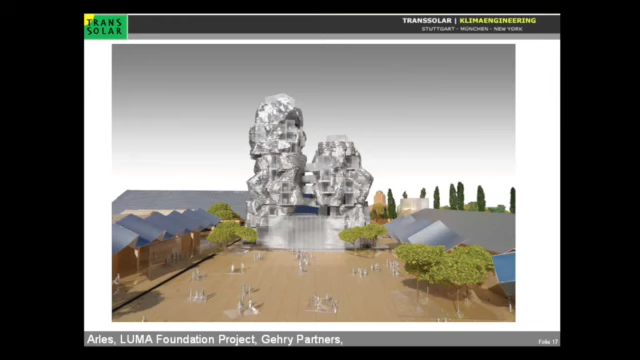 TRANS
SOLAR
TRANSSOLAR | KLIMAENGINEERING
STUTTGART - MÜNCHEN - NEW YORK
Arles, LUMA Foundation Project, Gehry Partners,
Folie 17